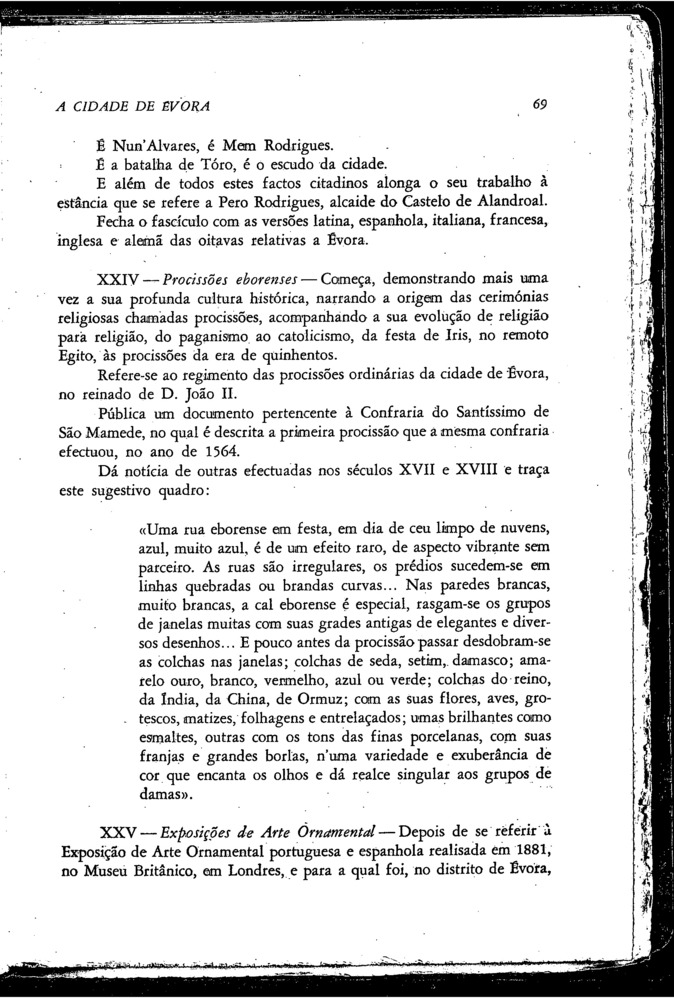 A CIDADE DE ÉVORA 69
É Nun'Alvares, é Mem Rodrigues.
É a batalha de Tóro, é o escudo da cidade.
E além de todos estes factos citadinos alonga o seu trabalho à
estância que se refere a Pero Rodrigues, alcaide do Castelo de Alandroal.
Fecha o fascículo com as versões latina, espanhola, italiana, francesa,
inglesa e alemã das oitavas relativas a Évora.
XXIV — Procissões eborenses — Começa, demonstrando mais uma
vez a sua profunda cultura histórica, narrando a origem das cerimónias
religiosas chamadas procissões, acompanhando a sua evolução de religião
para religião, do paganismo ao catolicismo, da festa de Iris, no remoto
Egito, às procissões da era de quinhentos.
Refere-se ao regimento das procissões ordinárias da cidade de Évora,
no reinado de D. João II.
Pública um documento pertencente à Confraria do Santíssimo de
São Mamede, no qual é descrita a primeira procissão que a mesma confraria
efectuou, no ano de 1564.
Dá notícia de outras efectuadas nos séculos XVII e XVIII e traça
este sugestivo quadro:
«Uma rua eborense em festa, em dia de ceu limpo de nuvens,
azul, muito azul, é de um efeito raro, de aspecto vibrante sem
parceiro. As ruas são irregulares, os prédios sucedem-se em
linhas quebradas ou brandas curvas... Nas paredes brancas,
muito brancas, a cal eborense é especial, rasgam-se os grupos
de janelas muitas com suas grades antigas de elegantes e diver-
sos desenhos... E pouco antes da procissão passar desdobram-se
as colchas nas janelas; colchas de seda, setim, damasco; ama-
relo ouro, branco, vermelho, azul ou verde; colchas do reino,
da Índia, da China, de Ormuz; com as suas flores, aves, gro-
tescos, matizes, folhagens e entrelaçados; umas brilhantes como
esmaltes, outras com os tons das finas porcelanas, com suas
franjas e grandes borlas, n'uma variedade e exuberância de
cor que encanta os olhos e dá realce singular aos grupos de
damas».
XXV — Exposições de Arte Ornamental — Depois de se referir à
Exposição de Arte Ornamental portuguesa e espanhola realisada em 1881,
no Museu Britânico, em Londres, e para a qual foi, no distrito de Évora,